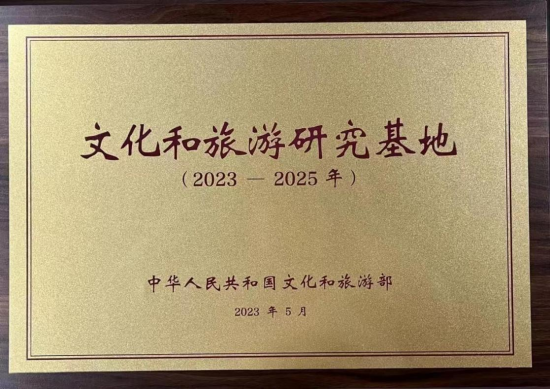 文化和旅游研究基地
（2023 — 2025 年）
中华人民共和国文化和旅游部
2023 年 5 月